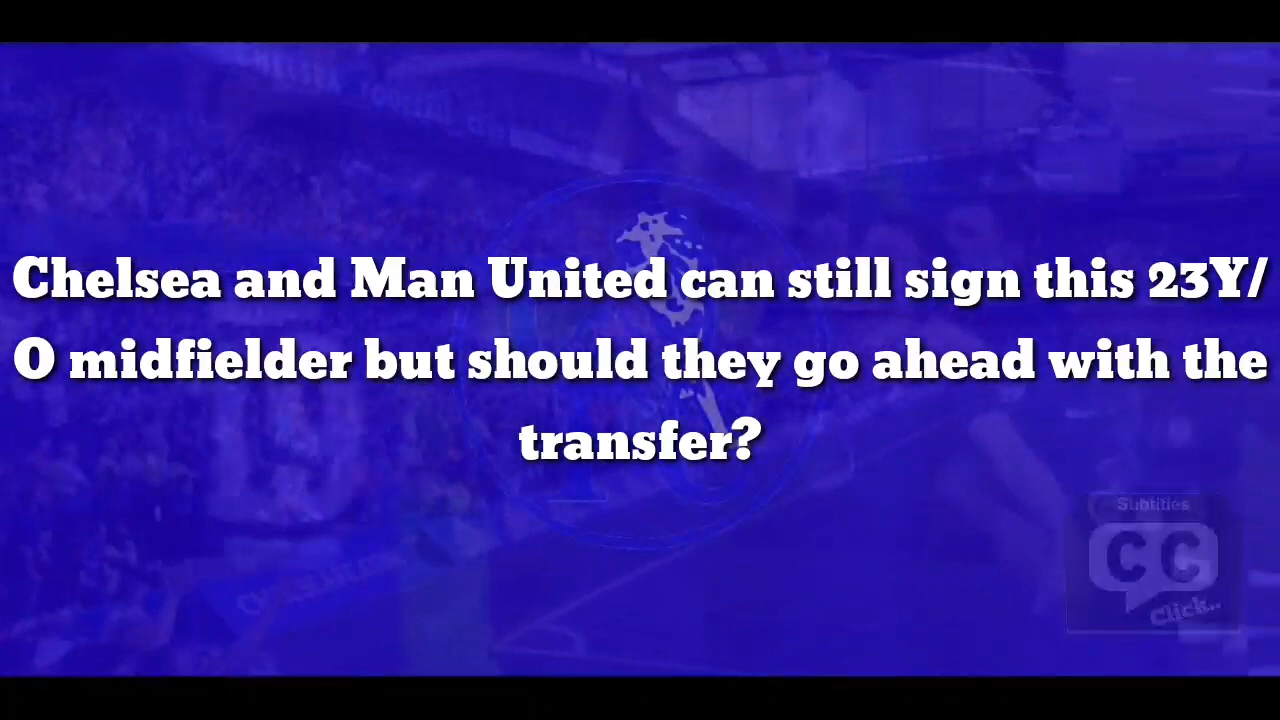 CHELSEA
Chelsea and Man United can still sign this 23Y/
O midfielder but should they go ahead with the
transfer?
Subtitles
CC
Click..